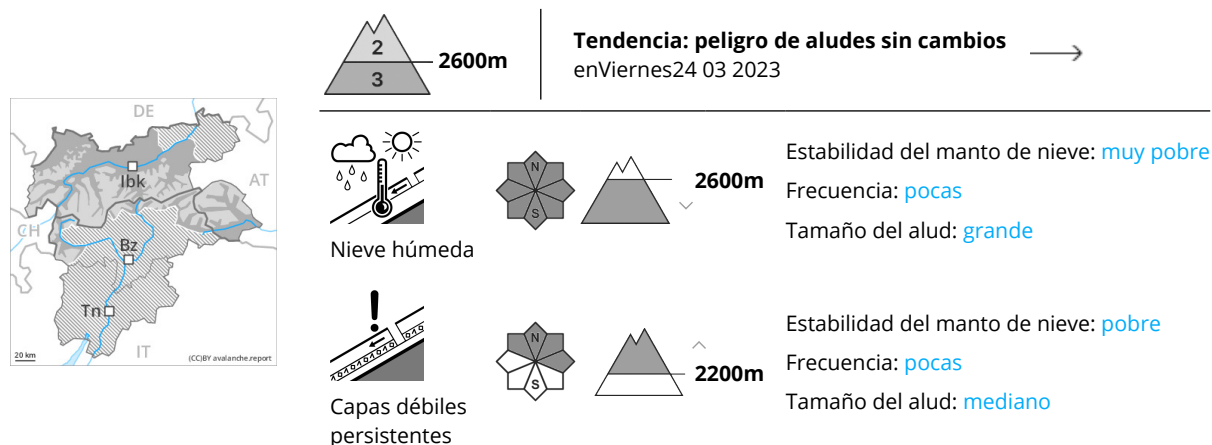 2
3
2600m
Tendencia: peligro de aludes sin cambios
enViernes24 03 2023
DE
Ibk
AT
CH
Bz
Tn
IT
20 km
(CC)BY avalanche.report
N
S
2600m
Nieve húmeda
Estabilidad del manto de nieve: muy pobre
Frecuencia: pocas
Tamaño del alud: grande
N
S
2200m
Capas débiles
persistentes
Estabilidad del manto de nieve: pobre
Frecuencia: pocas
Tamaño del alud: mediano